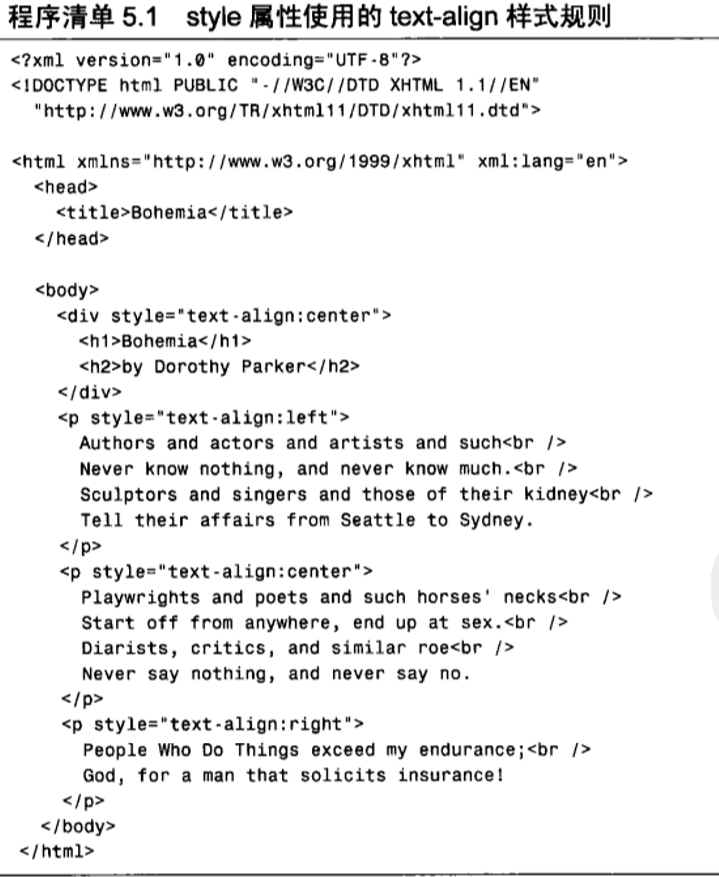 程序清单 5.1 style 属性使用的 text-align 样式规则
<?xml version="1.0" encoding="UTF-8"?>
<!DOCTYPE html PUBLIC "-//W3C//DTD XHTML 1.1//EN"
  "http://www.w3.org/TR/xhtml11/DTD/xhtml11.dtd">

<html xmlns="http://www.w3.org/1999/xhtml" xml:lang="en">
  <head>
    <title>Bohemia</title>
  </head>

  <body>
    <div style="text-align:center">
      <h1>Bohemia</h1>
      <h2>by Dorothy Parker</h2>
    </div>
    <p style="text-align:left">
      Authors and actors and artists and such<br />
      Never know nothing, and never know much.<br />
      Sculptors and singers and those of their kidney<br />
      Tell their affairs from Seattle to Sydney.
    </p>
    <p style="text-align:center">
      Playwrights and poets and such horses' necks<br />
      Start off from anywhere, end up at sex.<br />
      Diarists, critics, and similar roe<br />
      Never say nothing, and never say no.
    </p>
    <p style="text-align:right">
      People Who Do Things exceed my endurance;<br />
      God, for a man that solicits insurance!
    </p>
  </body>
</html>